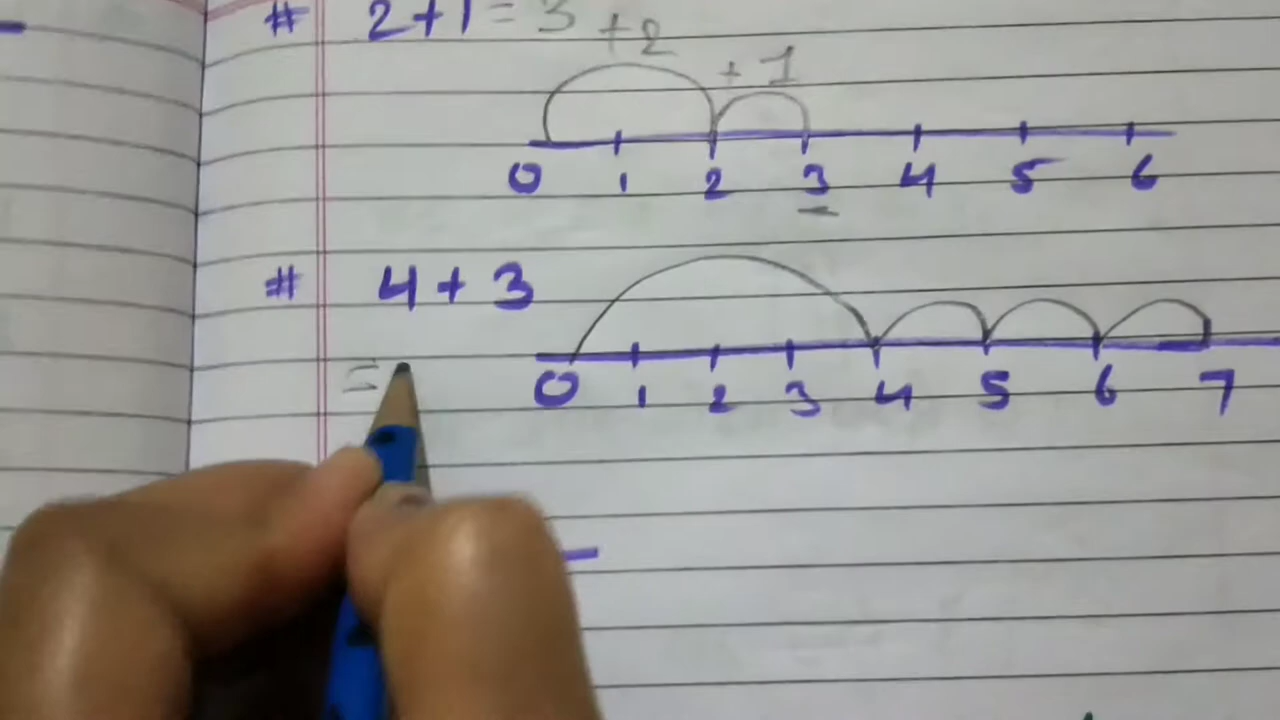 # 2+1 = 3
+2 +1
0 1 2 3 4 5 6
# 4+3
=
0 1 2 3 4 5 6 7